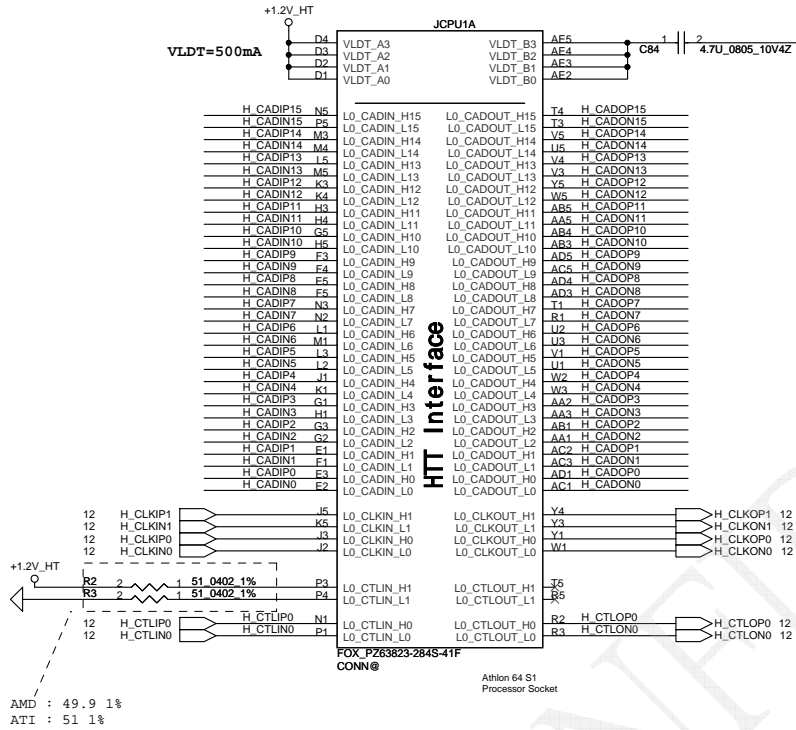 +1.2V_HT
JCPU1A
VLDT=500mA
D4 VLDT_A3 VLDT_B3 AE5 1 2
D3 VLDT_A2 VLDT_B2 AE4 C84 4.7U_0805_10V4Z
D2 VLDT_A1 VLDT_B1 AE3
D1 VLDT_A0 VLDT_B0 AE2
H_CADIP15 N5 L0_CADIN_H15 L0_CADOUT_H15 T4 H_CADOP15
H_CADIN15 P5 L0_CADIN_L15 L0_CADOUT_L15 T3 H_CADON15
H_CADIP14 M3 L0_CADIN_H14 L0_CADOUT_H14 V5 H_CADOP14
H_CADIN14 M4 L0_CADIN_L14 L0_CADOUT_L14 U5 H_CADON14
H_CADIP13 L5 L0_CADIN_H13 L0_CADOUT_H13 V4 H_CADOP13
H_CADIN13 M5 L0_CADIN_L13 L0_CADOUT_L13 V3 H_CADON13
H_CADIP12 K3 L0_CADIN_H12 L0_CADOUT_H12 Y5 H_CADOP12
H_CADIN12 K4 L0_CADIN_L12 L0_CADOUT_L12 W5 H_CADON12
H_CADIP11 H3 L0_CADIN_H11 L0_CADOUT_H11 AB5 H_CADOP11
H_CADIN11 H4 L0_CADIN_L11 L0_CADOUT_L11 AA5 H_CADON11
H_CADIP10 G5 L0_CADIN_H10 L0_CADOUT_H10 AB4 H_CADOP10
H_CADIN10 H5 L0_CADIN_L10 L0_CADOUT_L10 AB3 H_CADON10
H_CADIP9 F3 L0_CADIN_H9 L0_CADOUT_H9 AD5 H_CADOP9
H_CADIN9 F4 L0_CADIN_L9 L0_CADOUT_L9 AC5 H_CADON9
H_CADIP8 E5 L0_CADIN_H8 L0_CADOUT_H8 AD4 H_CADOP8
H_CADIN8 F5 L0_CADIN_L8 L0_CADOUT_L8 AD3 H_CADON8
H_CADIP7 N3 L0_CADIN_H7 L0_CADOUT_H7 T1 H_CADOP7
H_CADIN7 N2 L0_CADIN_L7 L0_CADOUT_L7 R1 H_CADON7
H_CADIP6 L1 L0_CADIN_H6 L0_CADOUT_H6 U2 H_CADOP6
H_CADIN6 M1 L0_CADIN_L6 L0_CADOUT_L6 U3 H_CADON6
H_CADIP5 L3 L0_CADIN_H5 L0_CADOUT_H5 V1 H_CADOP5
H_CADIN5 L2 L0_CADIN_L5 L0_CADOUT_L5 U1 H_CADON5
H_CADIP4 J1 L0_CADIN_H4 L0_CADOUT_H4 W2 H_CADOP4
H_CADIN4 K1 L0_CADIN_L4 L0_CADOUT_L4 W3 H_CADON4
H_CADIP3 G1 L0_CADIN_H3 L0_CADOUT_H3 AA2 H_CADOP3
H_CADIN3 H1 L0_CADIN_L3 L0_CADOUT_L3 AA3 H_CADON3
H_CADIP2 G3 L0_CADIN_H2 L0_CADOUT_H2 AB1 H_CADOP2
H_CADIN2 G2 L0_CADIN_L2 L0_CADOUT_L2 AA1 H_CADON2
H_CADIP1 E1 L0_CADIN_H1 L0_CADOUT_H1 AC2 H_CADOP1
H_CADIN1 F1 L0_CADIN_L1 L0_CADOUT_L1 AC3 H_CADON1
H_CADIP0 E3 L0_CADIN_H0 L0_CADOUT_H0 AD1 H_CADOP0
H_CADIN0 E2 L0_CADIN_L0 L0_CADOUT_L0 AC1 H_CADON0
HTT Interface
12 H_CLKIP1 J5 L0_CLKIN_H1 L0_CLKOUT_H1 Y4 H_CLKOP1 12
12 H_CLKIN1 K5 L0_CLKIN_L1 L0_CLKOUT_L1 Y3 H_CLKON1 12
12 H_CLKIP0 J3 L0_CLKIN_H0 L0_CLKOUT_H0 Y1 H_CLKOP0 12
12 H_CLKIN0 J2 L0_CLKIN_L0 L0_CLKOUT_L0 W1 H_CLKON0 12
+1.2V_HT
R2 2 1 51_0402_1% P3 L0_CTLIN_H1 L0_CTLOUT_H1 T5
R3 2 1 51_0402_1% P4 L0_CTLIN_L1 L0_CTLOUT_L1 R5
12 H_CTLIP0 H_CTLIP0 N1 L0_CTLIN_H0 L0_CTLOUT_H0 R2 H_CTLOP0 H_CTLOP0 12
12 H_CTLIN0 H_CTLIN0 P1 L0_CTLIN_L0 L0_CTLOUT_L0 R3 H_CTLON0 H_CTLON0 12
FOX_PZ63823-284S-41F
CONN@
Athlon 64 S1
Processor Socket
AMD : 49.9 1%
ATI : 51 1%